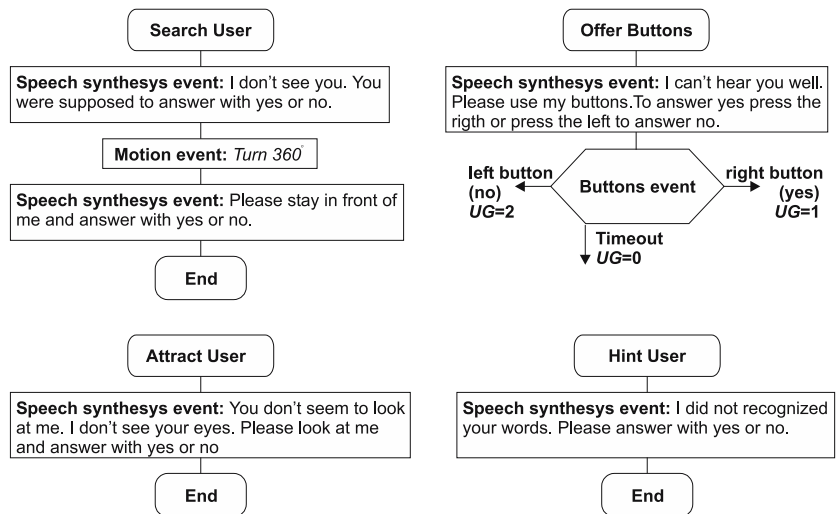 Search User
Speech synthesys event: I don't see you. You
were supposed to answer with yes or no.
Motion event: Turn 360°
Speech synthesys event: Please stay in front of
me and answer with yes or no.
End
Offer Buttons
Speech synthesys event: I can't hear you well.
Please use my buttons.To answer yes press the
rigth or press the left to answer no.
left button
(no)
UG=2
Buttons event
right button
(yes)
UG=1
Timeout
UG=0
Attract User
Speech synthesys event: You don't seem to look
at me. I don't see your eyes. Please look at me
and answer with yes or no
End
Hint User
Speech synthesys event: I did not recognized
your words. Please answer with yes or no.
End